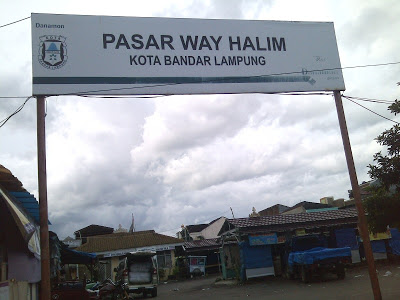 Danamon
PASAR WAY HALIM
KOTA BANDAR LAMPUNG